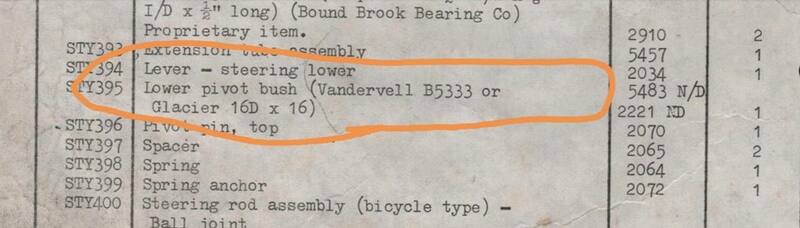 I/D x ½" long) (Bound Brook Bearing Co)
Proprietary item. 2910 2
STY393 Extension tube assembly 5457 1
STY394 Lever – steering lower 2034 1
STY395 Lower pivot bush (Vandervell B5333 or 5483 N/D
Glacier 16D x 16) 2221 ND 1
STY396 Pivot pin, top 2070 1
STY397 Spacer 2065 2
STY398 Spring 2064 1
STY399 Spring anchor 2072 1
STY400 Steering rod assembly (bicycle type) –
Ball joint